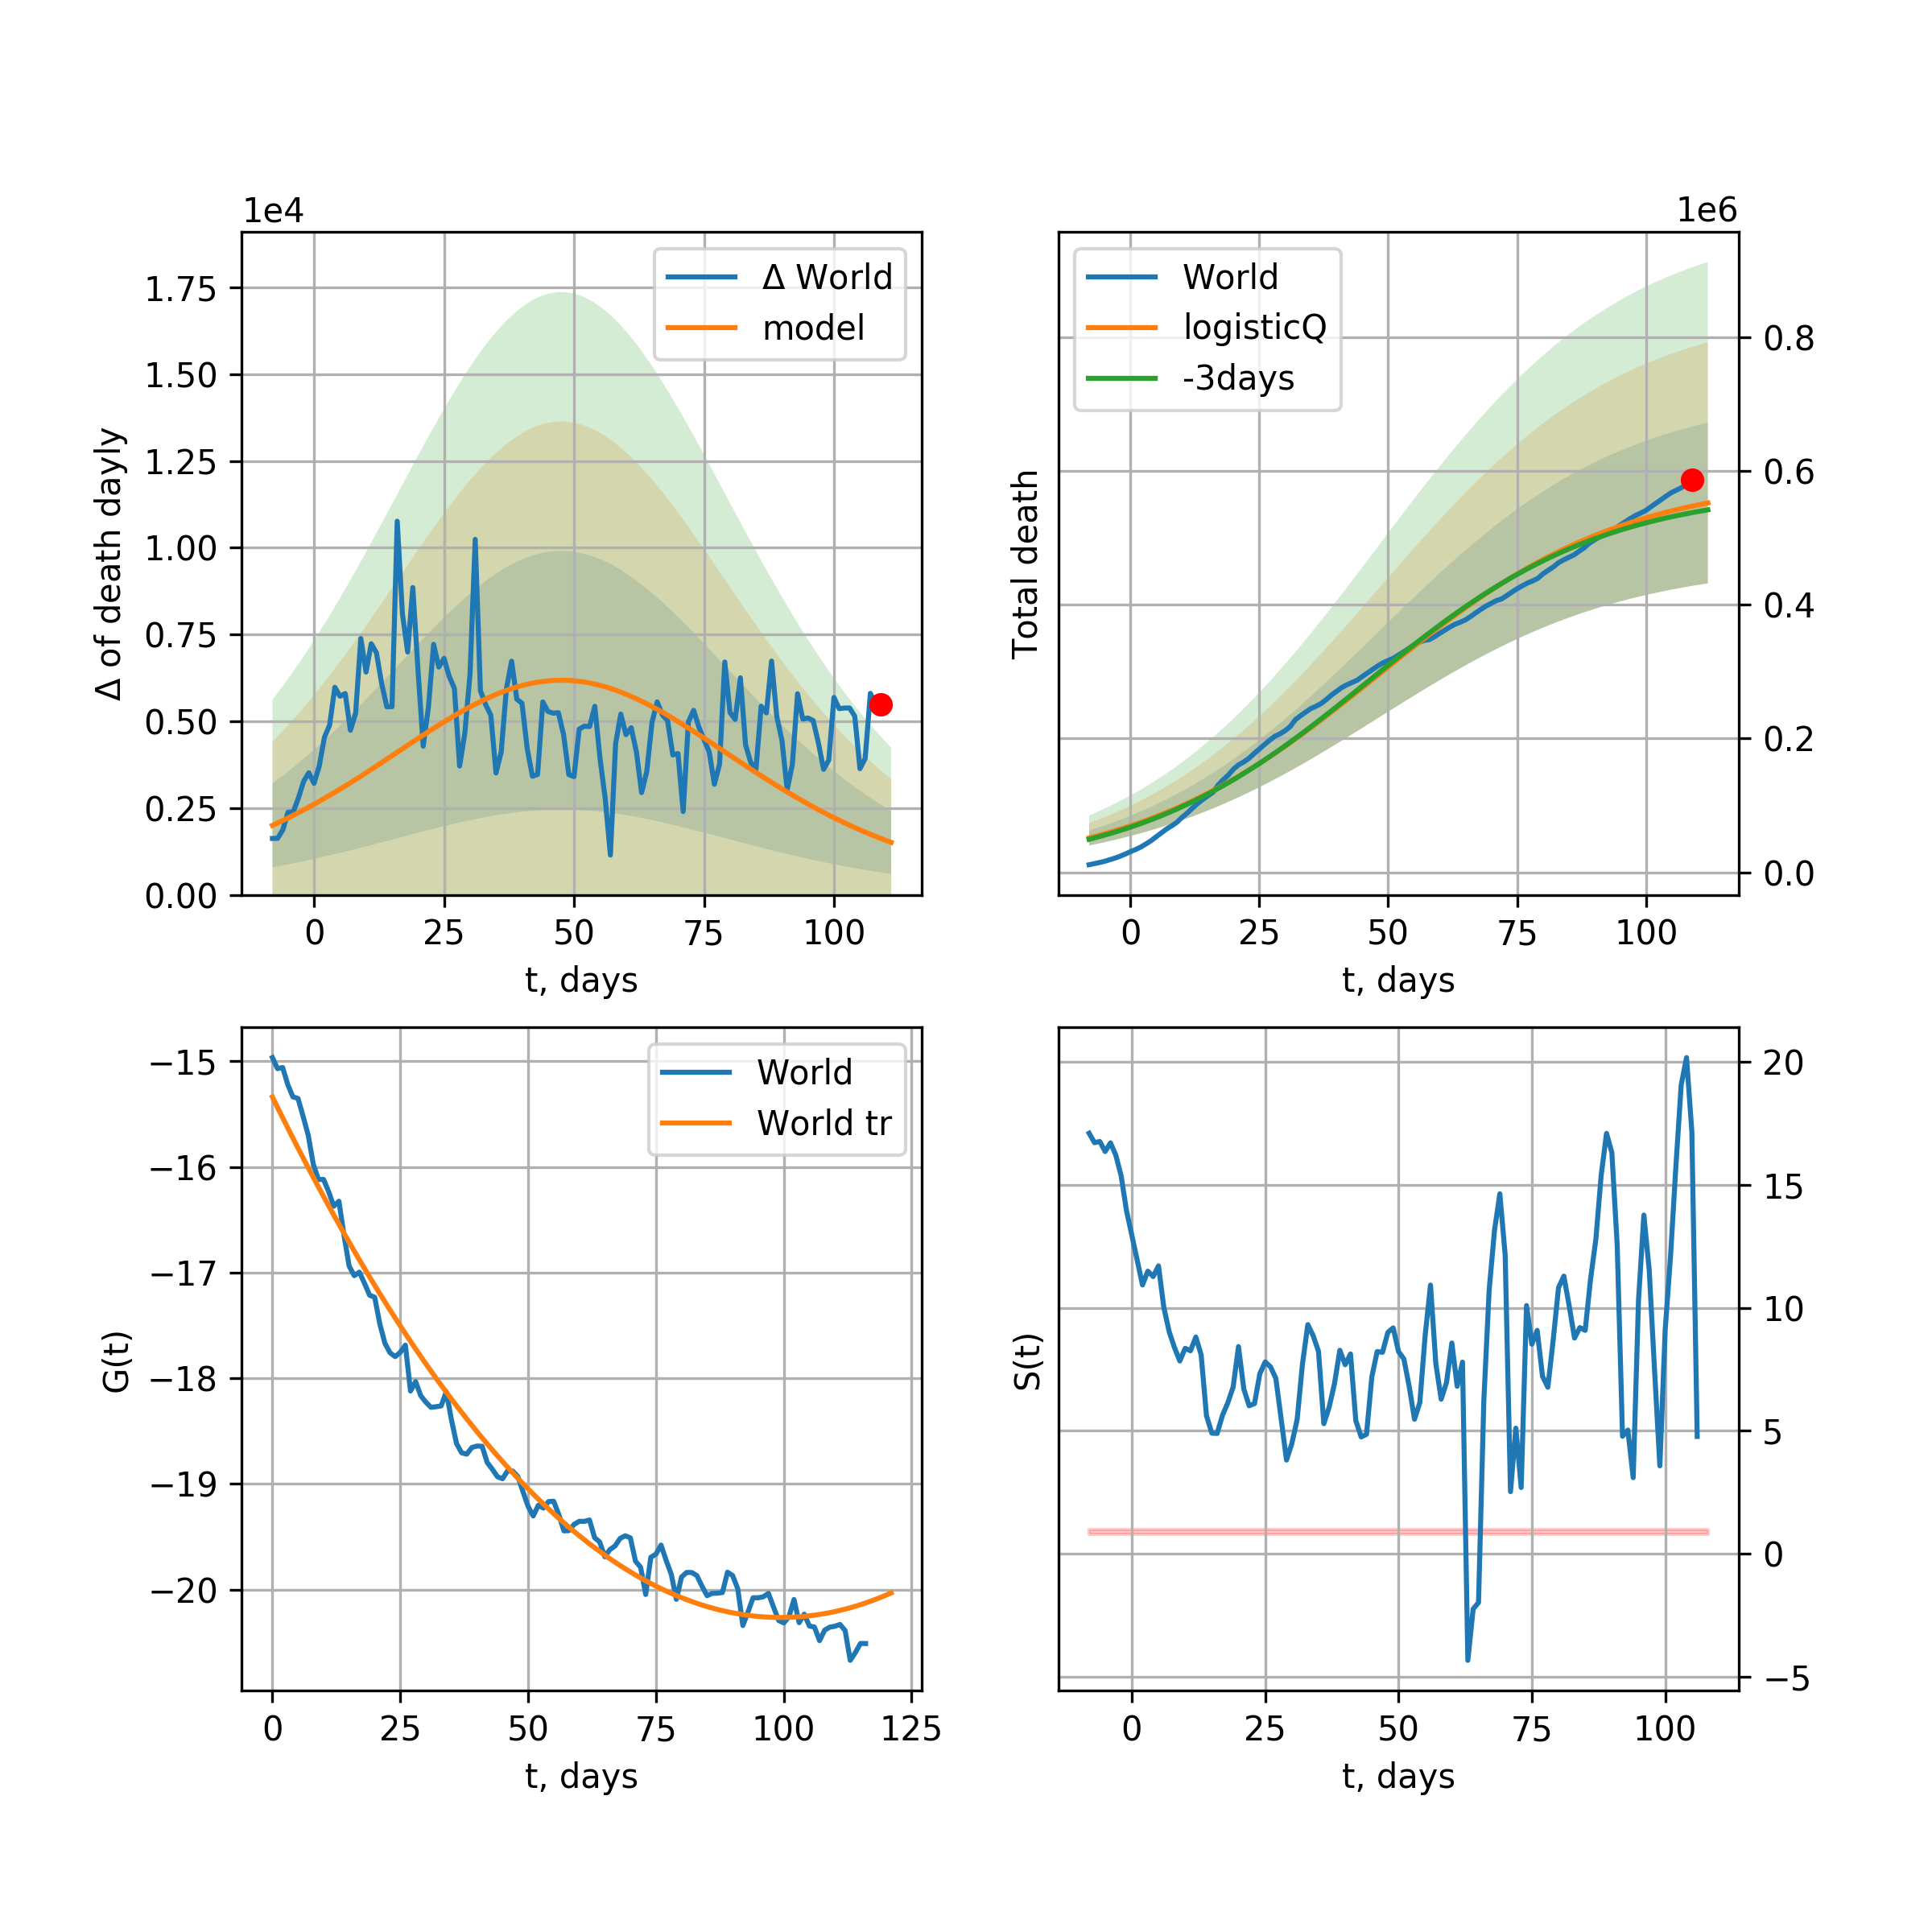 1e4
Δ World
model
1.75
1.50
1.25
1.00
0.75
0.50
0.25
0.00
Δ of death dayly
0 25 50 75 100
t, days
1e6
World
logisticQ
-3days
0.8
0.6
0.4
0.2
0.0
Total death
0 25 50 75 100
t, days
World
World tr
−15
−16
−17
−18
−19
−20
G(t)
0 25 50 75 100 125
t, days
20
15
10
5
0
−5
S(t)
0 25 50 75 100
t, days